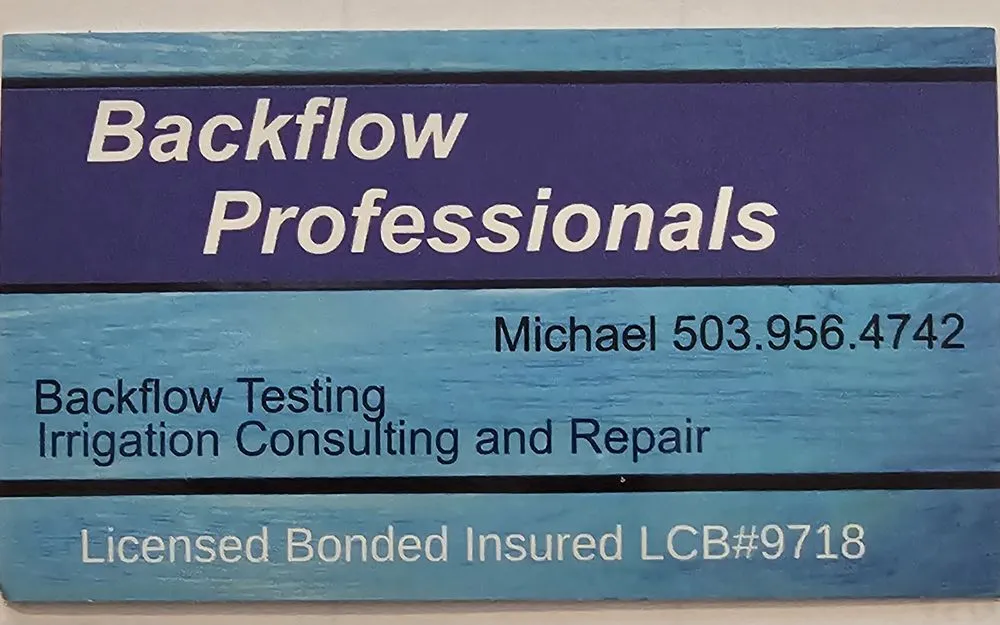 Backflow
Professionals
Michael 503.956.4742
Backflow Testing
Irrigation Consulting and Repair
Licensed Bonded Insured LCB#9718